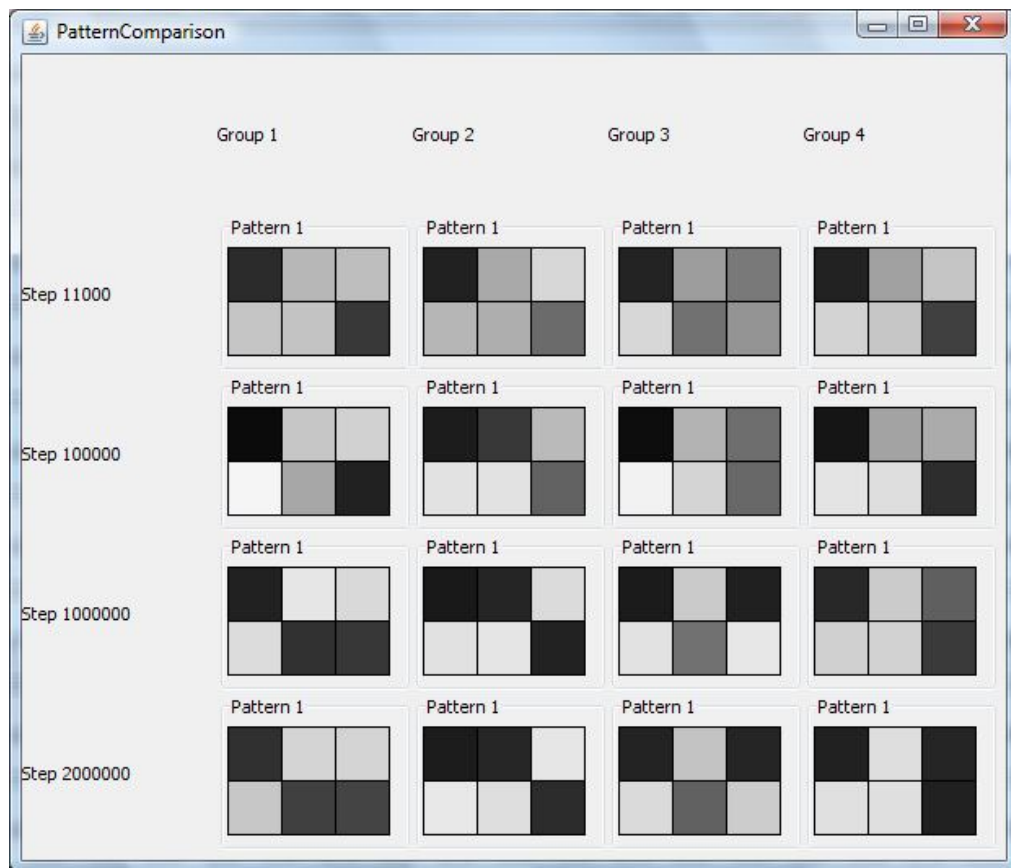 PatternComparison
Group 1 Group 2 Group 3 Group 4
Pattern 1 Pattern 1 Pattern 1 Pattern 1
Step 11000
Pattern 1 Pattern 1 Pattern 1 Pattern 1
Step 100000
Pattern 1 Pattern 1 Pattern 1 Pattern 1
Step 1000000
Pattern 1 Pattern 1 Pattern 1 Pattern 1
Step 2000000